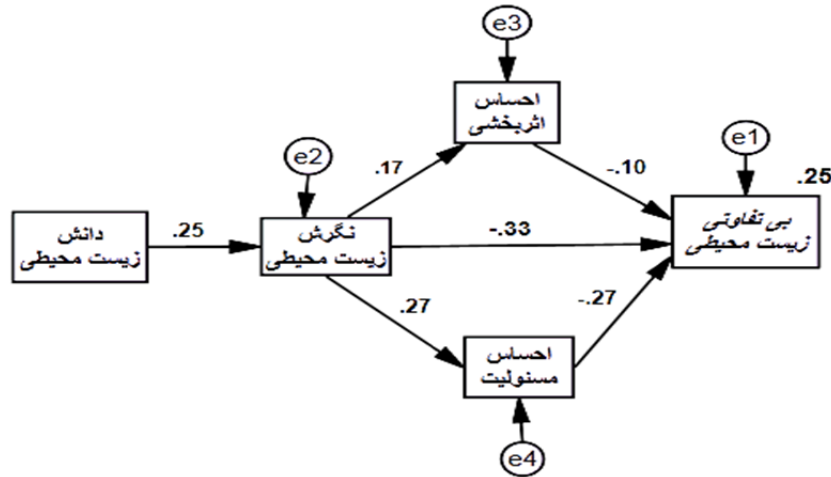 e3
احساس
اثربخشی
e2
.17
-.10
e1
.25
دانش
زیست محیطی
.25
نگرش
زیست محیطی
-.33
بی تفاوتی
زیست محیطی
.27
-.27
احساس
مسئولیت
e4